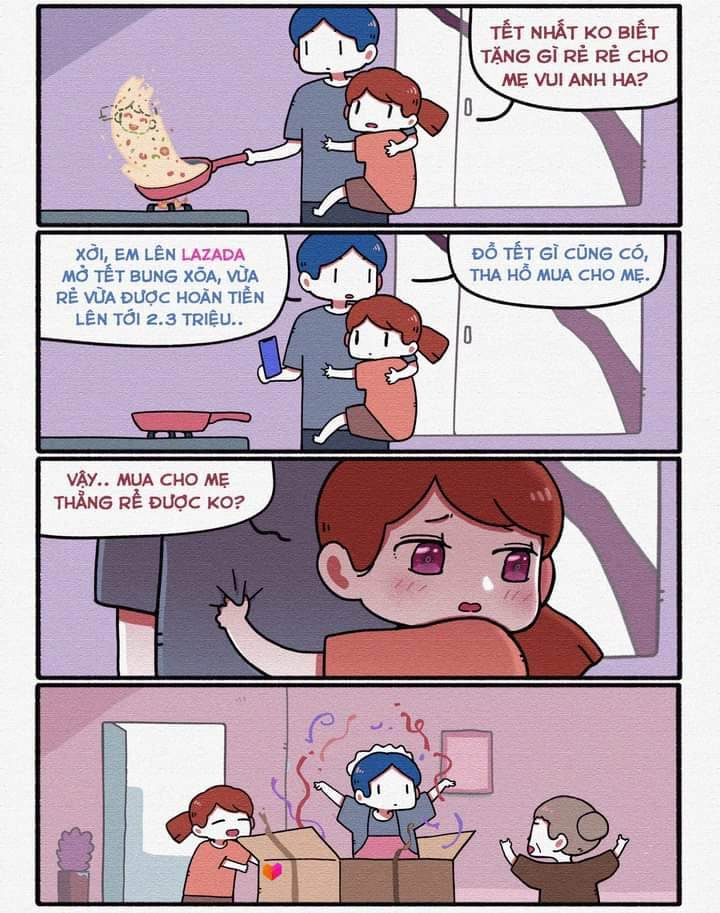 TẾT NHẤT KO BIẾT
TẶNG GÌ RẺ RẺ CHO
MẸ VUI ANH HA?
XỜI, EM LÊN LAZADA
MỞ TẾT BUNG XÕA, VỪA
RẺ VỪA ĐƯỢC HOÀN TIỀN
LÊN TỚI 2.3 TRIỆU..
ĐỒ TẾT GÌ CŨNG CÓ,
THA HỒ MUA CHO MẸ.
VẬY.. MUA CHO MẸ
THẰNG RỂ ĐƯỢC KO?